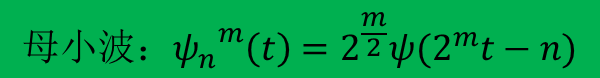 母小波：ψₙᵐ(t) = 2^(m/2) ψ(2ᵐt − n)